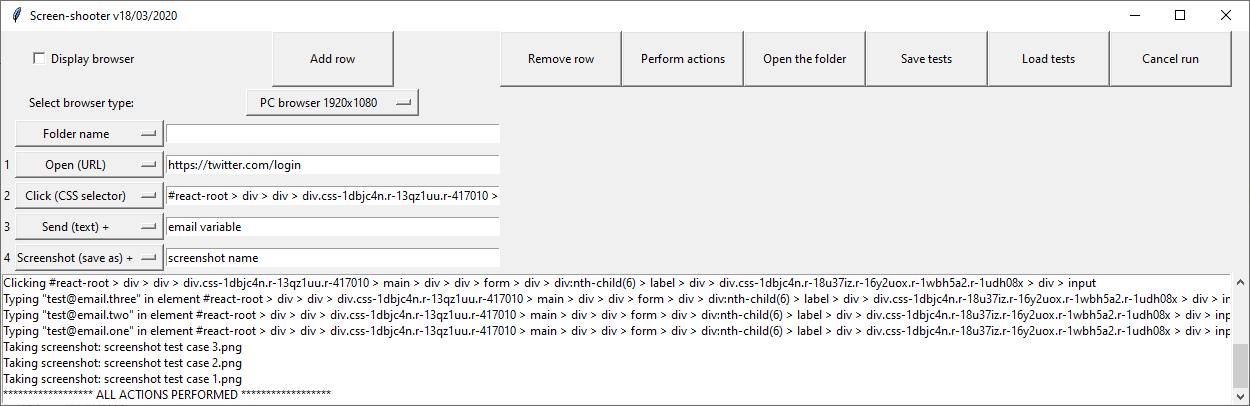 Screen-shooter v18/03/2020
Display browser
Add row
Remove row
Perform actions
Open the folder
Save tests
Load tests
Cancel run
Select browser type:
PC browser 1920x1080
Folder name
1 Open (URL) https://twitter.com/login
2 Click (CSS selector) #react-root > div > div > div.css-1dbjc4n.r-13qz1uu.r-417010 >
3 Send (text) + email variable
4 Screenshot (save as) + screenshot name
Clicking #react-root > div > div > div.css-1dbjc4n.r-13qz1uu.r-417010 > main > div > div > form > div > div:nth-child(6) > label > div > div.css-1dbjc4n.r-18u37iz.r-16y2uox.r-1wbh5a2.r-1udh08x > div > input
Typing "test@email.three" in element #react-root > div > div > div.css-1dbjc4n.r-13qz1uu.r-417010 > main > div > div > form > div > div:nth-child(6) > label > div > div.css-1dbjc4n.r-18u37iz.r-16y2uox.r-1wbh5a2.r-1udh08x > div > in
Typing "test@email.two" in element #react-root > div > div > div.css-1dbjc4n.r-13qz1uu.r-417010 > main > div > div > form > div > div:nth-child(6) > label > div > div.css-1dbjc4n.r-18u37iz.r-16y2uox.r-1wbh5a2.r-1udh08x > div > inp
Typing "test@email.one" in element #react-root > div > div > div.css-1dbjc4n.r-13qz1uu.r-417010 > main > div > div > form > div > div:nth-child(6) > label > div > div.css-1dbjc4n.r-18u37iz.r-16y2uox.r-1wbh5a2.r-1udh08x > div > inp
Taking screenshot: screenshot test case 3.png
Taking screenshot: screenshot test case 2.png
Taking screenshot: screenshot test case 1.png
****************** ALL ACTIONS PERFORMED ******************